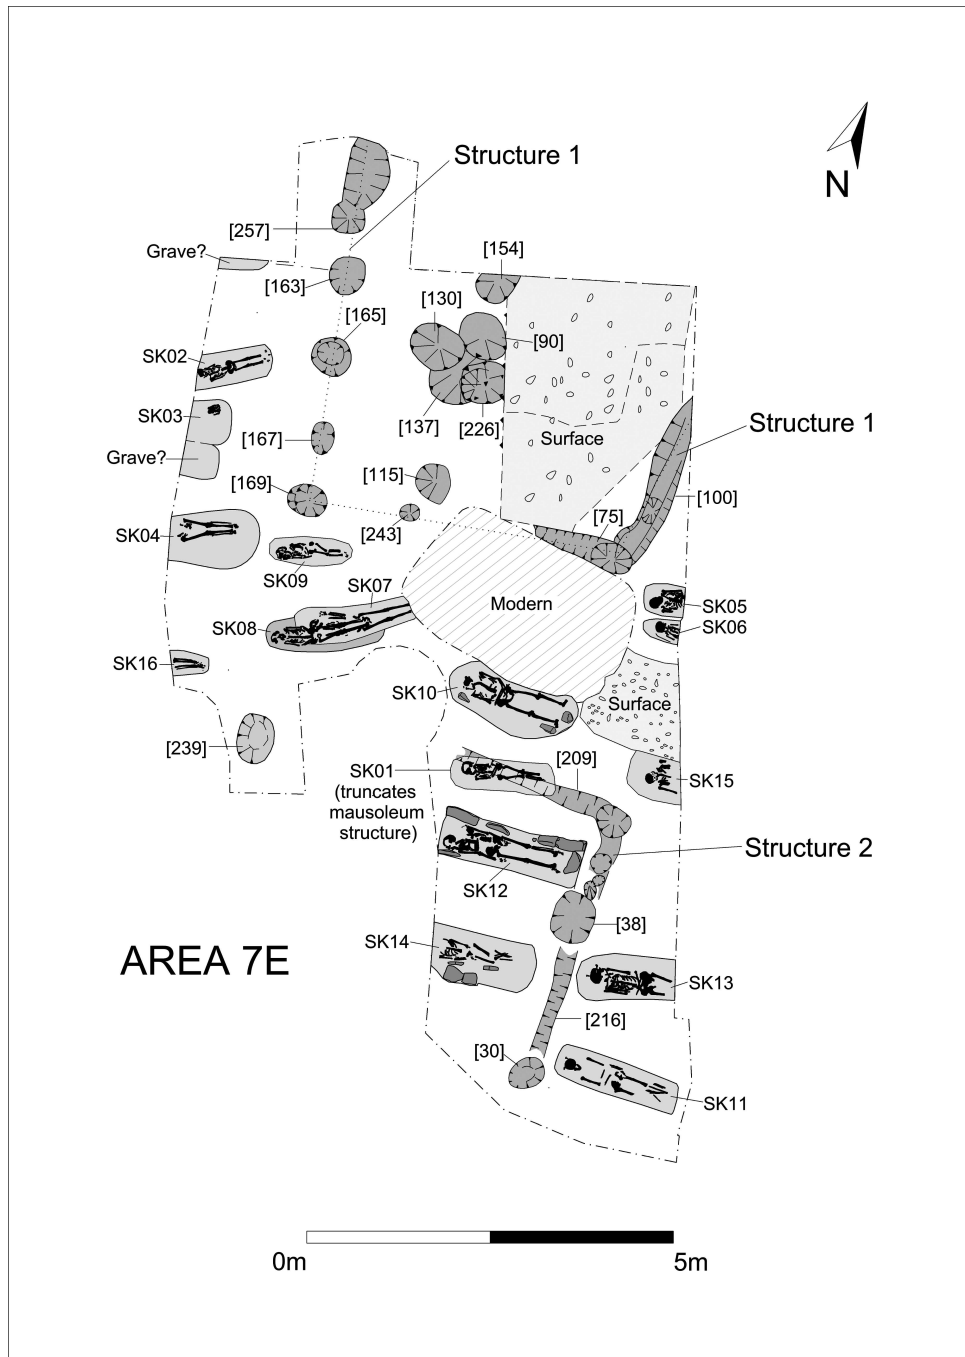 Structure 1
N
[257]
Grave?
[163]
[154]
[130]
[165]
[90]
SK02
SK03
[137]
[226]
Surface
Structure 1
[167]
Grave?
[169]
[115]
[100]
[75]
SK04
[243]
SK09
SK07
Modern
SK05
SK08
SK06
SK16
SK10
Surface
[239]
SK01
(truncates
mausoleum
structure)
[209]
SK15
Structure 2
SK12
[38]
SK14
AREA 7E
SK13
[216]
[30]
SK11
0m
5m